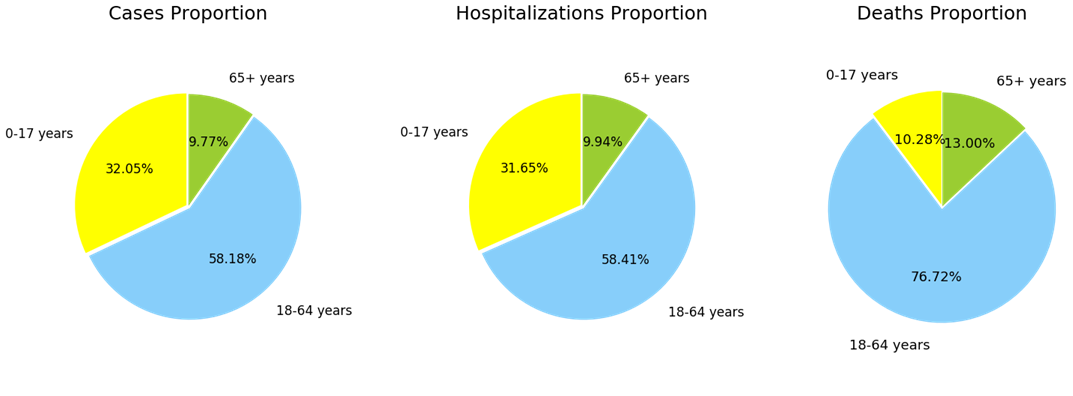 Cases Proportion
65+ years
0-17 years
9.77%
32.05%
58.18%
18-64 years
Hospitalizations Proportion
65+ years
0-17 years
9.94%
31.65%
58.41%
18-64 years
Deaths Proportion
0-17 years
65+ years
10.28%
13.00%
76.72%
18-64 years